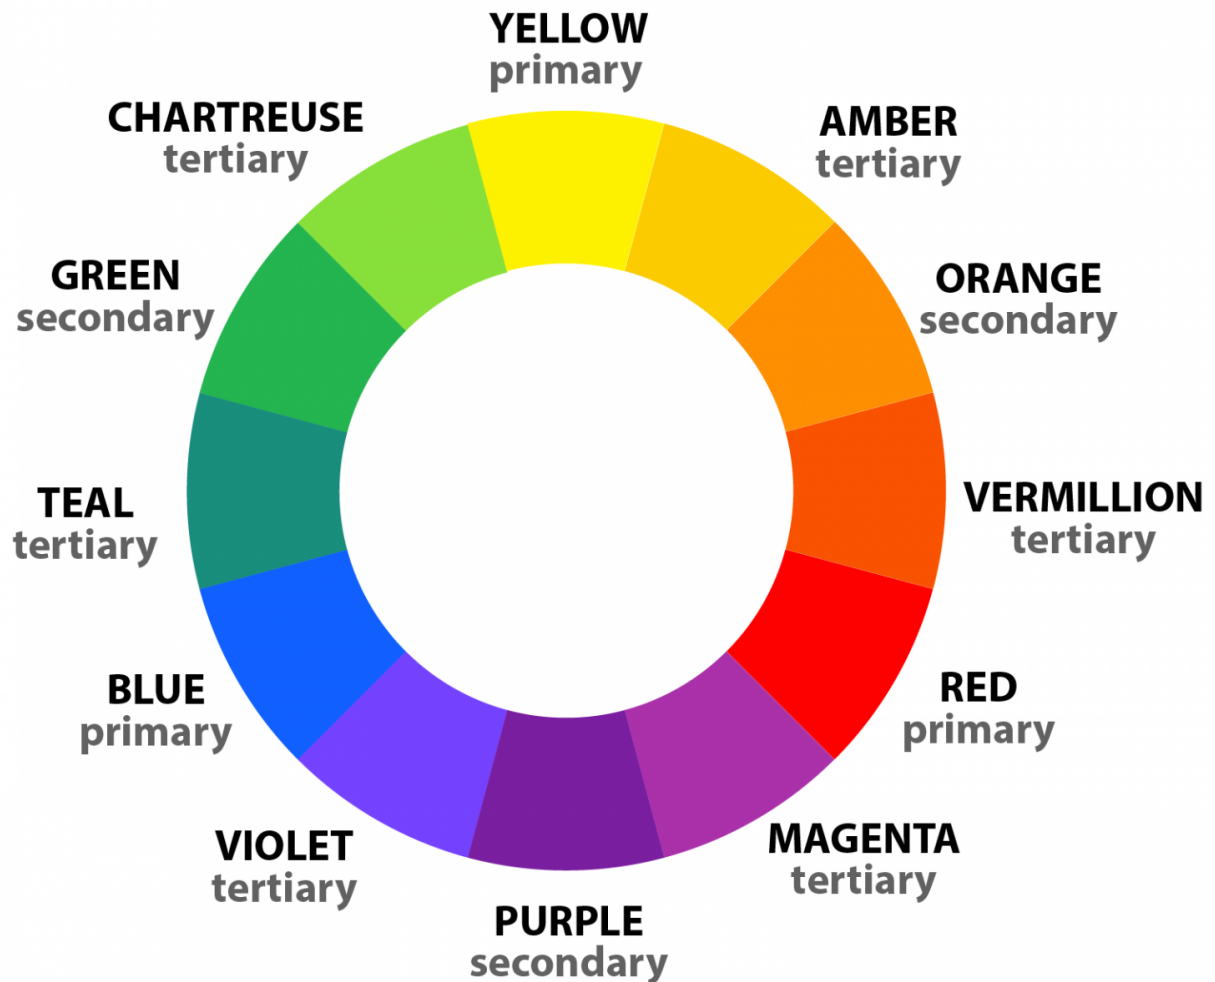 YELLOW
primary
AMBER
tertiary
ORANGE
secondary
VERMILLION
tertiary
RED
primary
MAGENTA
tertiary
PURPLE
secondary
VIOLET
tertiary
BLUE
primary
TEAL
tertiary
GREEN
secondary
CHARTREUSE
tertiary